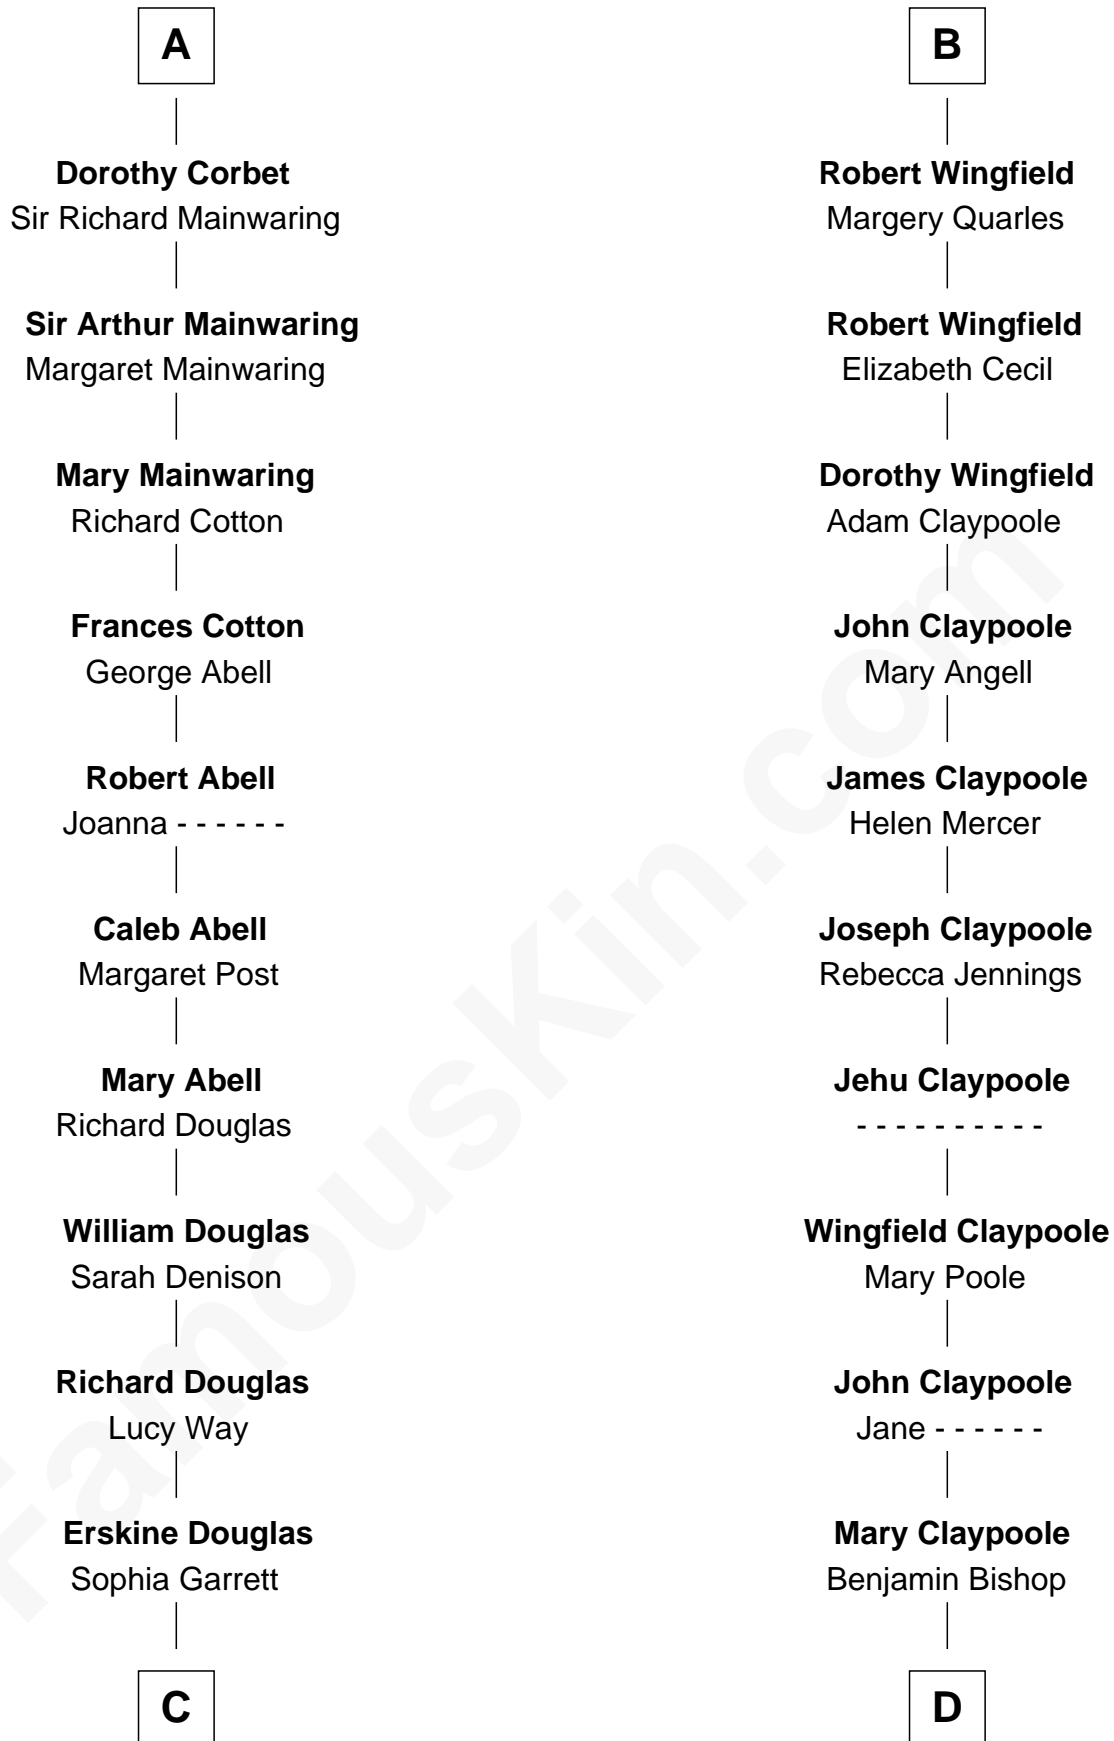 A
Dorothy Corbet
Sir Richard Mainwaring
Sir Arthur Mainwaring
Margaret Mainwaring
Mary Mainwaring
Richard Cotton
Frances Cotton
George Abell
Robert Abell
Joanna - - - - - -
Caleb Abell
Margaret Post
Mary Abell
Richard Douglas
William Douglas
Sarah Denison
Richard Douglas
Lucy Way
Erskine Douglas
Sophia Garrett
C
B
Robert Wingfield
Margery Quarles
Robert Wingfield
Elizabeth Cecil
Dorothy Wingfield
Adam Claypoole
John Claypoole
Mary Angell
James Claypoole
Helen Mercer
Joseph Claypoole
Rebecca Jennings
Jehu Claypoole
- - - - - - - - - -
Wingfield Claypoole
Mary Poole
John Claypoole
Jane - - - - - -
Mary Claypoole
Benjamin Bishop
D
FamousKin.com